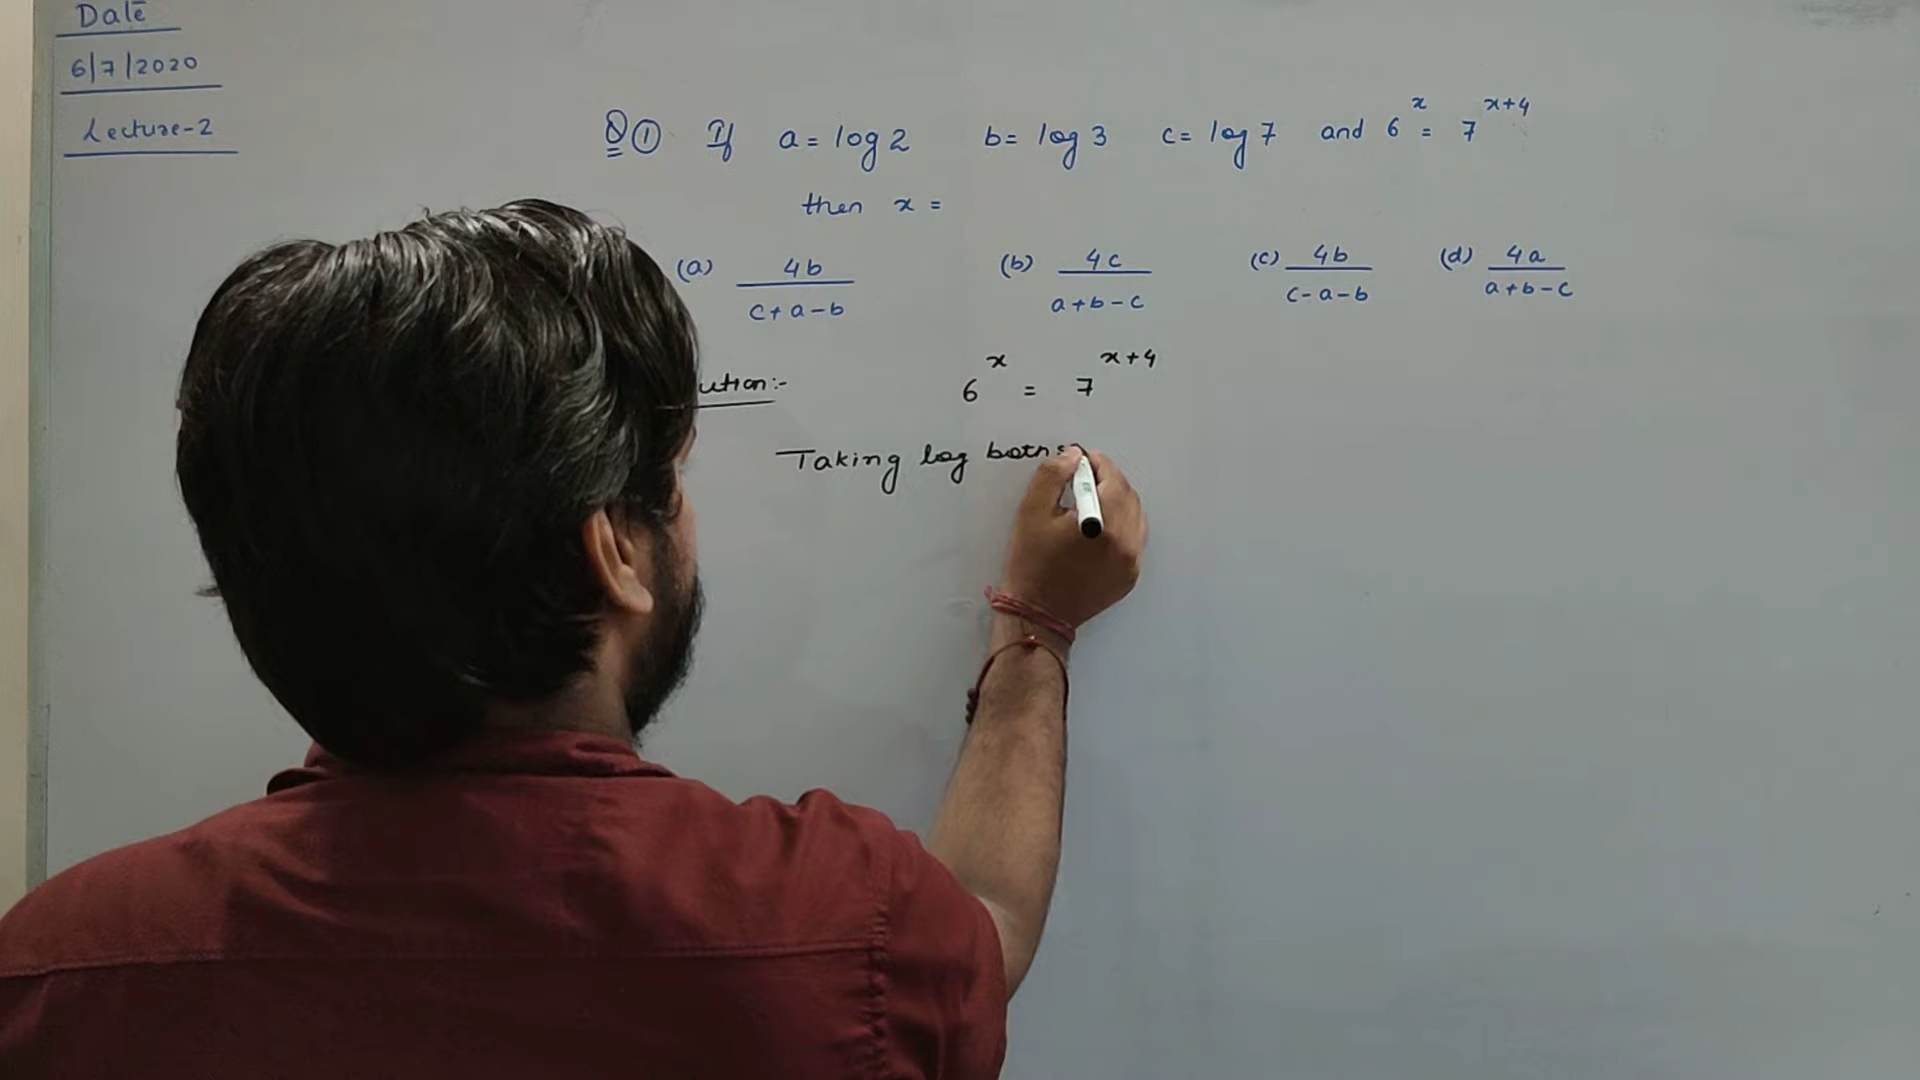 Date
6/7/2020
Lecture-2
Q ① If a = log 2 b = log 3 c = log 7 and 6^x = 7^(x+4)
then x =
(a) 4b / (c+a-b) (b) 4c / (a+b-c) (c) 4b / (c-a-b) (d) 4a / (a+b-c)
ution:- 6^x = 7^(x+4)
Taking log both